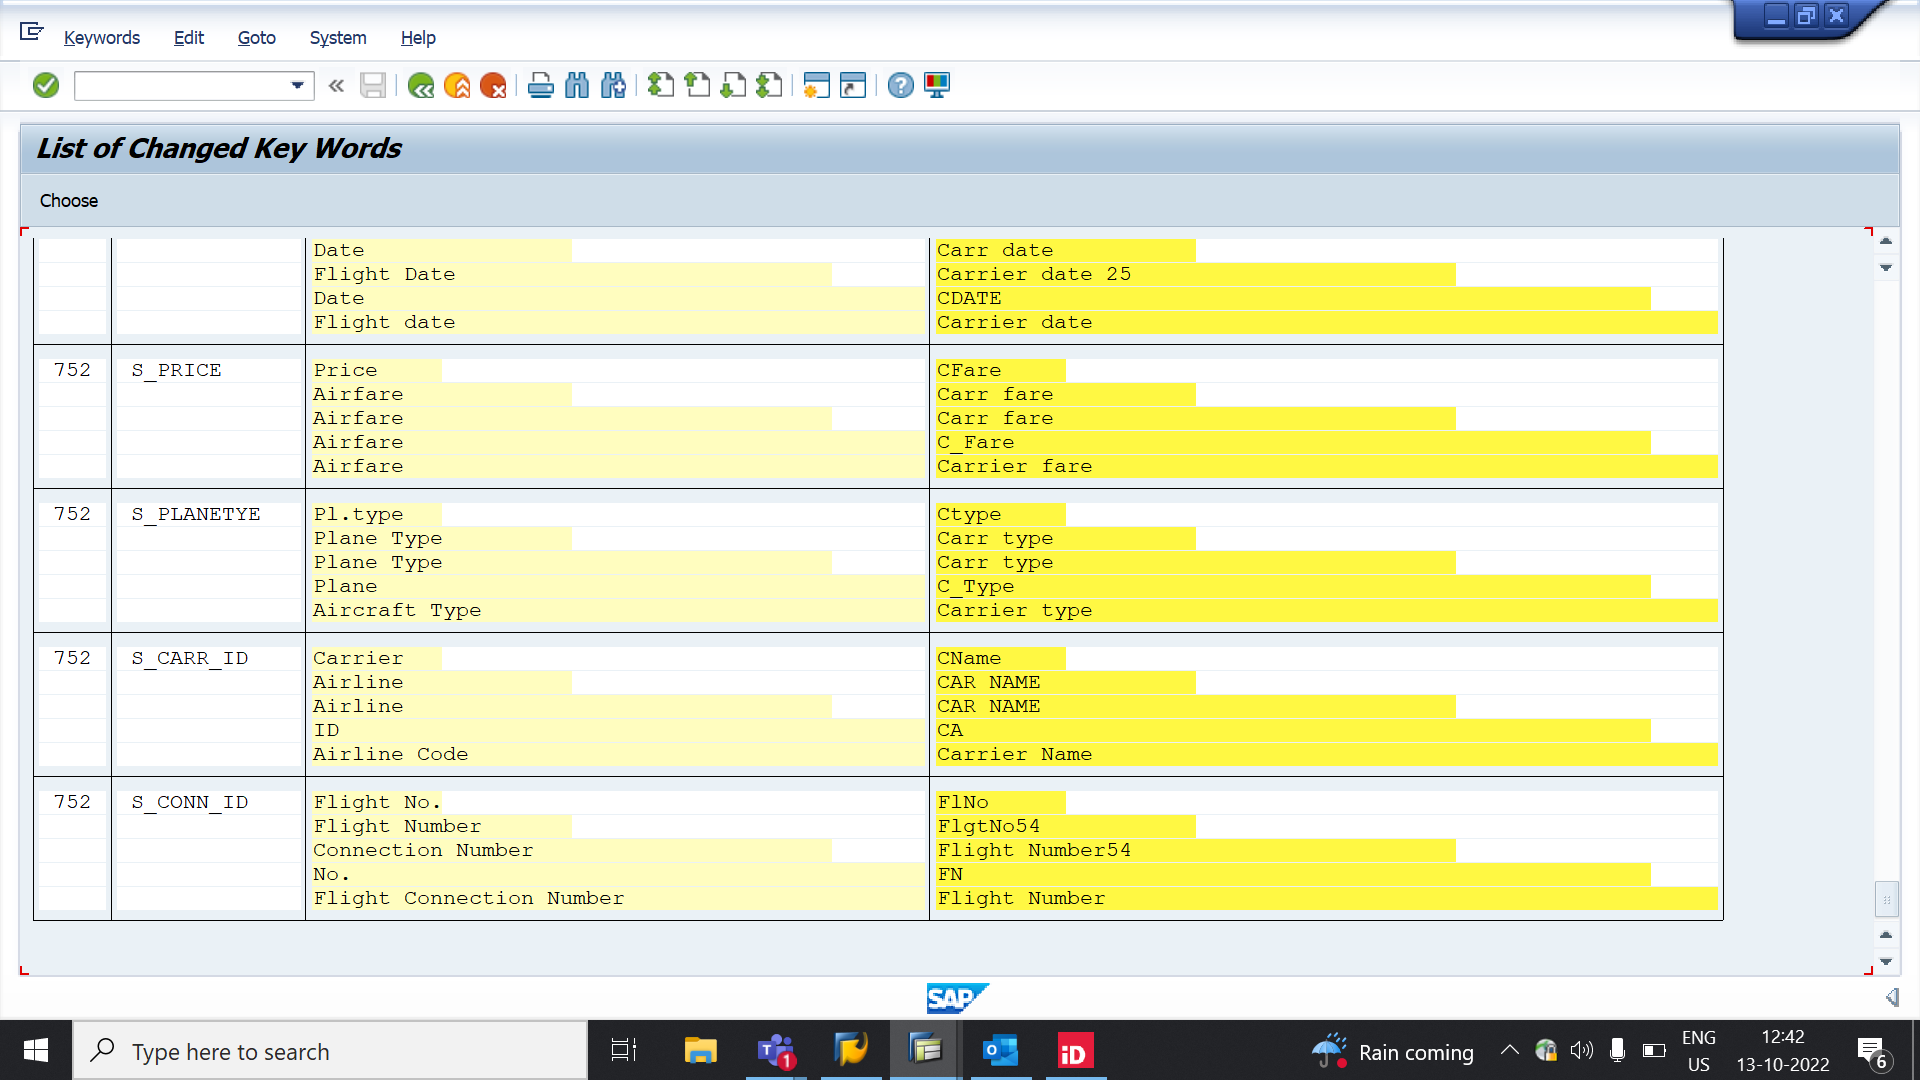 Keywords Edit Goto System Help
List of Changed Key Words
Choose
Date Carr date
Flight Date Carrier date 25
Date CDATE
Flight date Carrier date
752 S_PRICE Price CFare
Airfare Carr fare
Airfare Carr fare
Airfare C_Fare
Airfare Carrier fare
752 S_PLANETYE Pl.type Ctype
Plane Type Carr type
Plane Type Carr type
Plane C_Type
Aircraft Type Carrier type
752 S_CARR_ID Carrier CName
Airline CAR NAME
Airline CAR NAME
ID CA
Airline Code Carrier Name
752 S_CONN_ID Flight No. FlNo
Flight Number FlgtNo54
Connection Number Flight Number54
No. FN
Flight Connection Number Flight Number
SAP
Type here to search
T 1
o
iD
Rain coming
ENG
US
12:42
13-10-2022
6